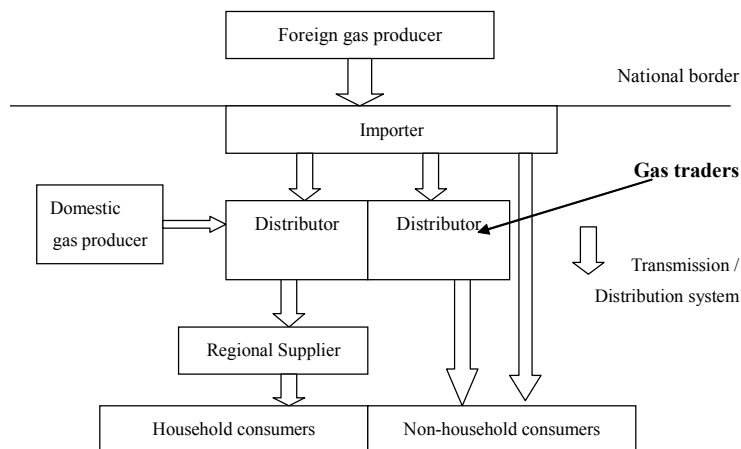 Foreign gas producer
National border
Importer
Gas traders
Domestic
gas producer
Distributor
Distributor
Transmission /
Distribution system
Regional Supplier
Household consumers
Non-household consumers